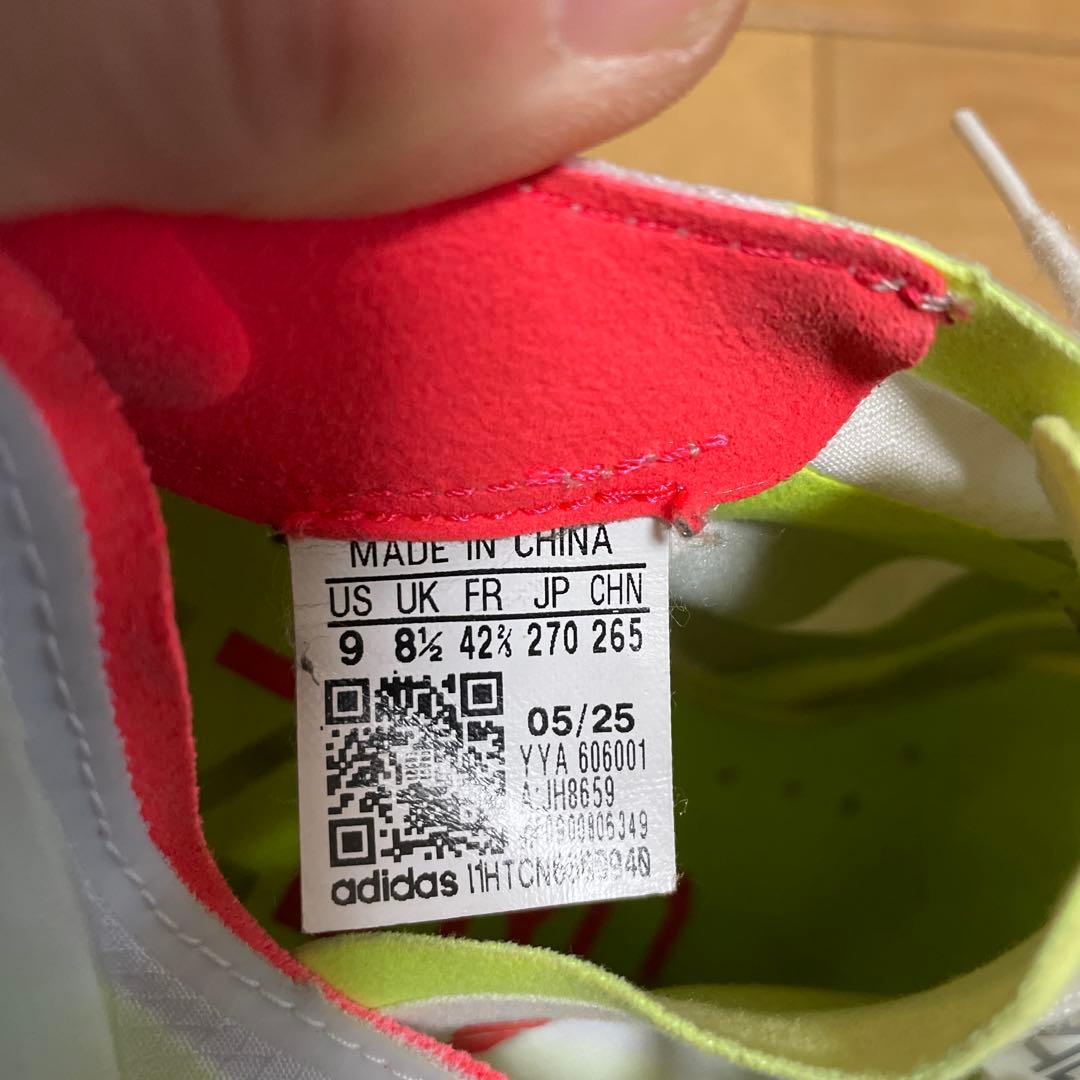 MADE IN CHINA
US UK FR JP CHN
9 8½ 42⅔ 270 265
05/25
YYA 606001
A:JH8659
adidas